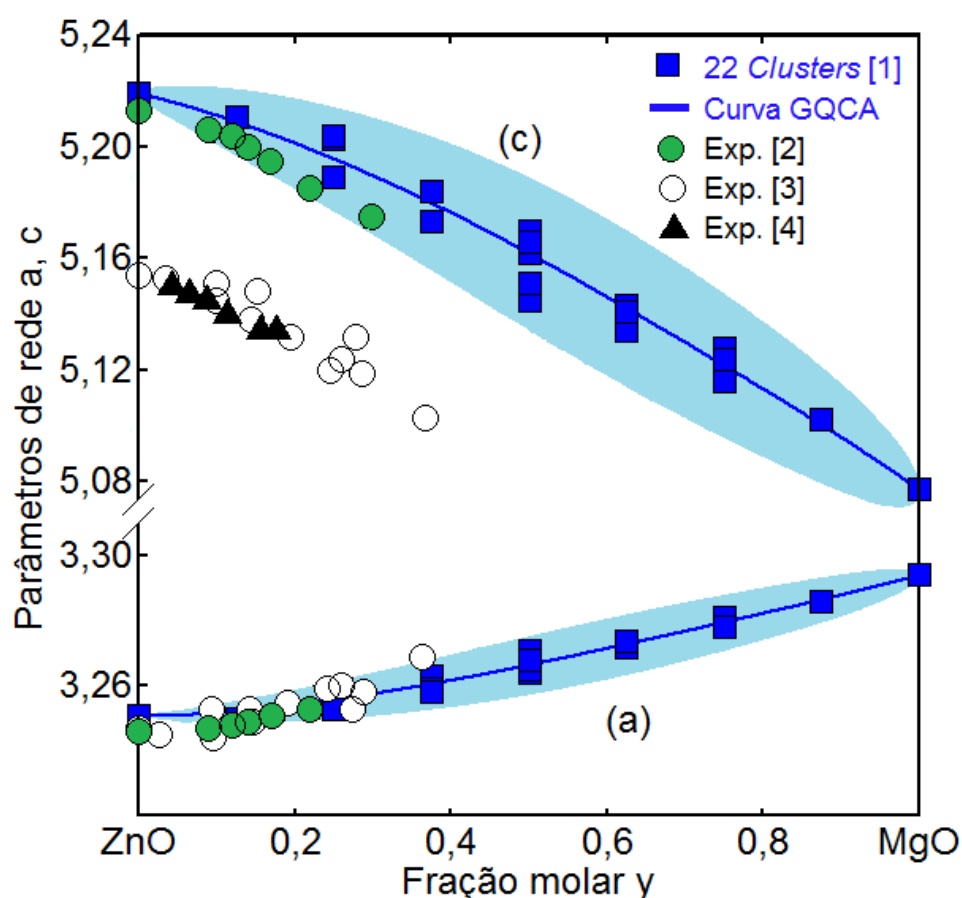 5,24
22 Clusters [1]
Curva GQCA
Exp. [2]
Exp. [3]
Exp. [4]
(c)
5,20
5,16
5,12
5,08
3,30
3,26
(a)
Parâmetros de rede a, c
ZnO 0,2 0,4 0,6 0,8 MgO
Fração molar y